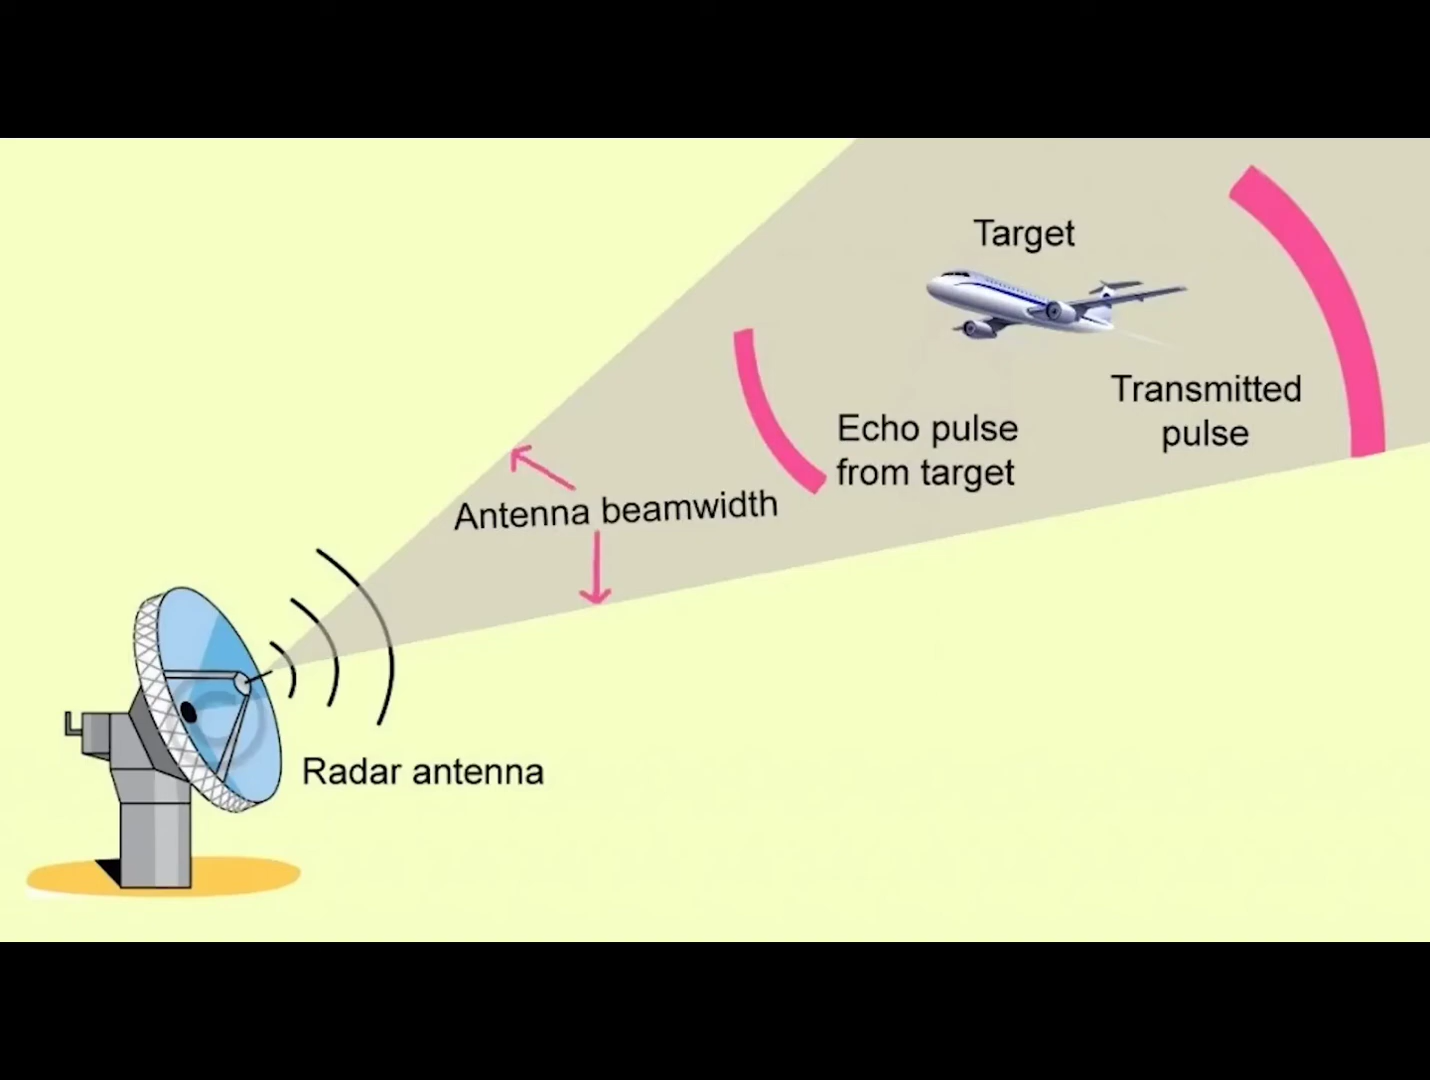 Target
Transmitted
pulse
Echo pulse
from target
Antenna beamwidth
Radar antenna